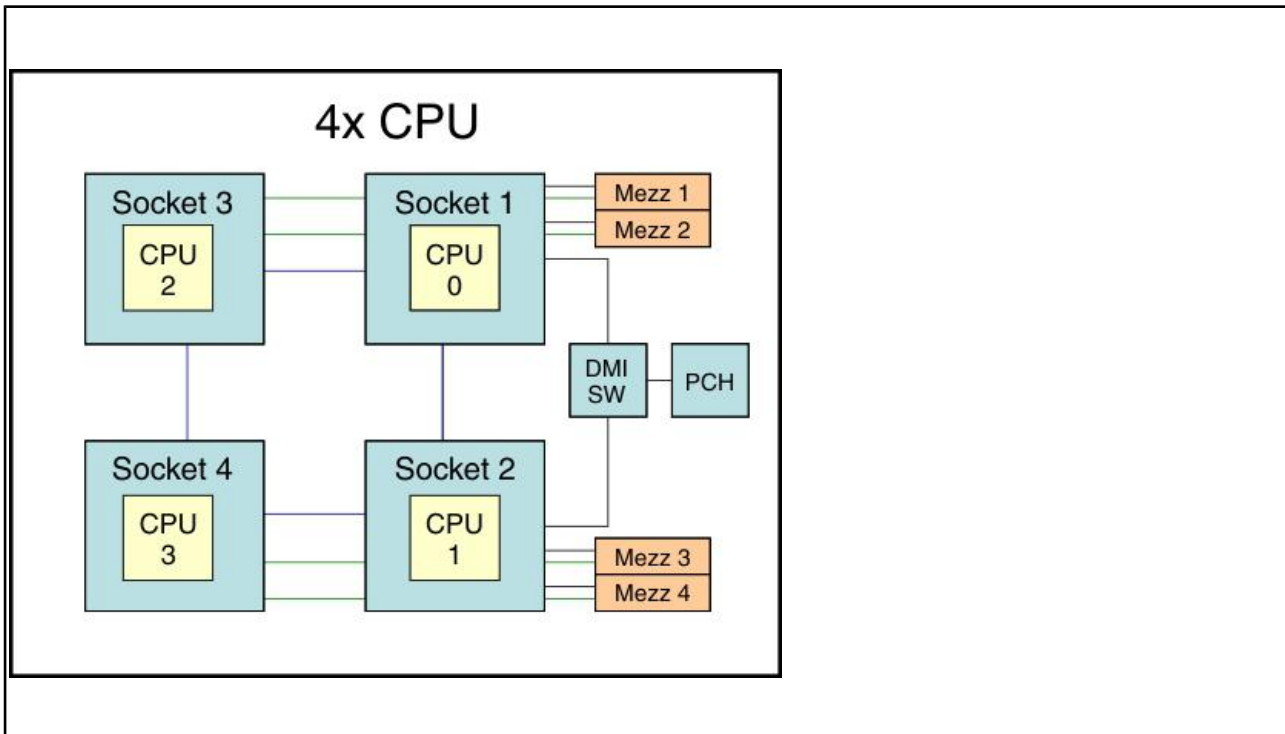 4x CPU
Socket 3
CPU
2
Socket 1
CPU
0
Mezz 1
Mezz 2
DMI
SW
PCH
Socket 4
CPU
3
Socket 2
CPU
1
Mezz 3
Mezz 4